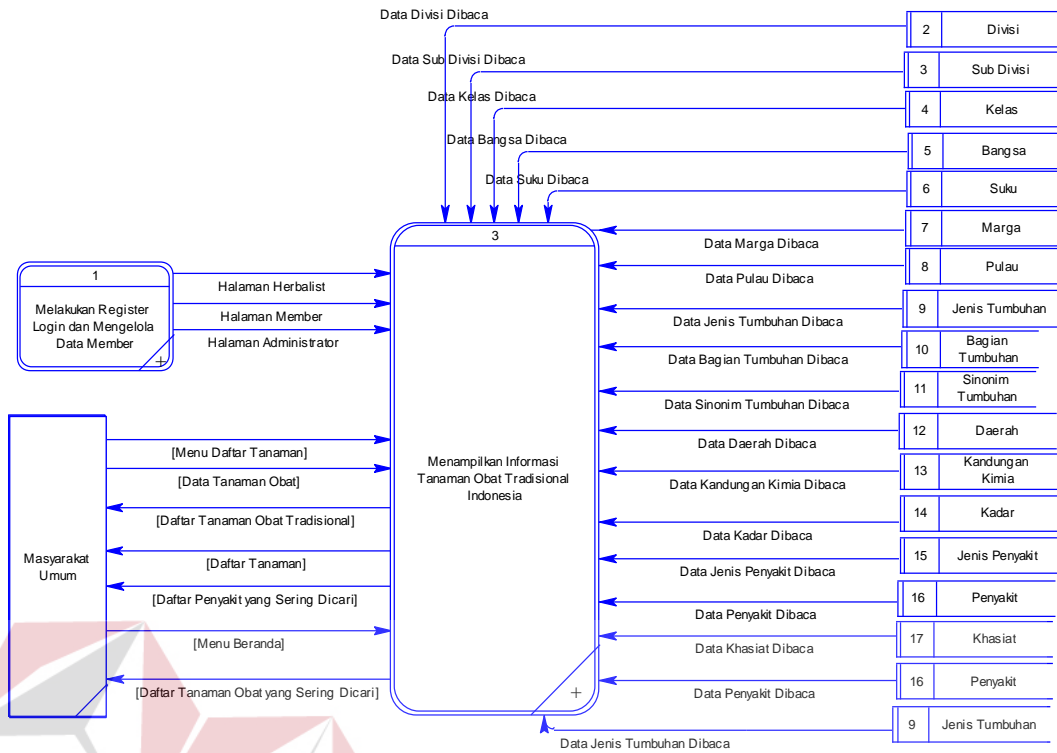 Data Divisi Dibaca
2 Divisi
Data Sub Divisi Dibaca
3 Sub Divisi
Data Kelas Dibaca
4 Kelas
Data Bangsa Dibaca
5 Bangsa
Data Suku Dibaca
6 Suku
7 Marga
Data Marga Dibaca
8 Pulau
Data Pulau Dibaca
9 Jenis Tumbuhan
Data Jenis Tumbuhan Dibaca
10 Bagian
Tumbuhan
Data Bagian Tumbuhan Dibaca
11 Sinonim
Tumbuhan
Data Sinonim Tumbuhan Dibaca
12 Daerah
Data Daerah Dibaca
13 Kandungan
Kimia
Data Kandungan Kimia Dibaca
14 Kadar
Data Kadar Dibaca
15 Jenis Penyakit
Data Jenis Penyakit Dibaca
16 Penyakit
Data Penyakit Dibaca
17 Khasiat
Data Khasiat Dibaca
16 Penyakit
Data Penyakit Dibaca
9 Jenis Tumbuhan
Data Jenis Tumbuhan Dibaca
3
Menampilkan Informasi
Tanaman Obat Tradisional
Indonesia
+
1
Melakukan Register
Login dan Mengelola
Data Member
+
Halaman Herbalist
Halaman Member
Halaman Administrator
Masyarakat
Umum
[Menu Daftar Tanaman]
[Data Tanaman Obat]
[Daftar Tanaman Obat Tradisional]
[Daftar Tanaman]
[Daftar Penyakit yang Sering Dicari]
[Menu Beranda]
[Daftar Tanaman Obat yang Sering Dicari]